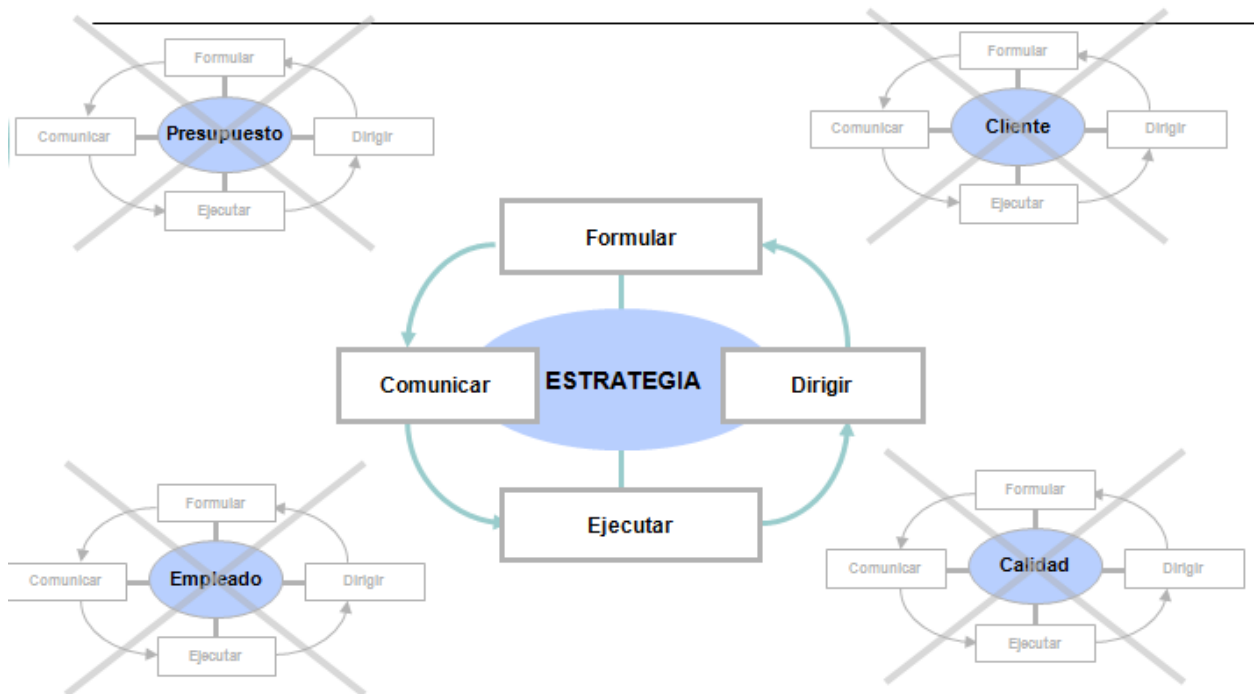 Formular
Comunicar
Presupuesto
Dirigir
Ejecutar
Formular
Comunicar
Cliente
Dirigir
Ejecutar
Formular
Comunicar
ESTRATEGIA
Dirigir
Ejecutar
Formular
Comunicar
Empleado
Dirigir
Ejecutar
Formular
Comunicar
Calidad
Dirigir
Ejecutar